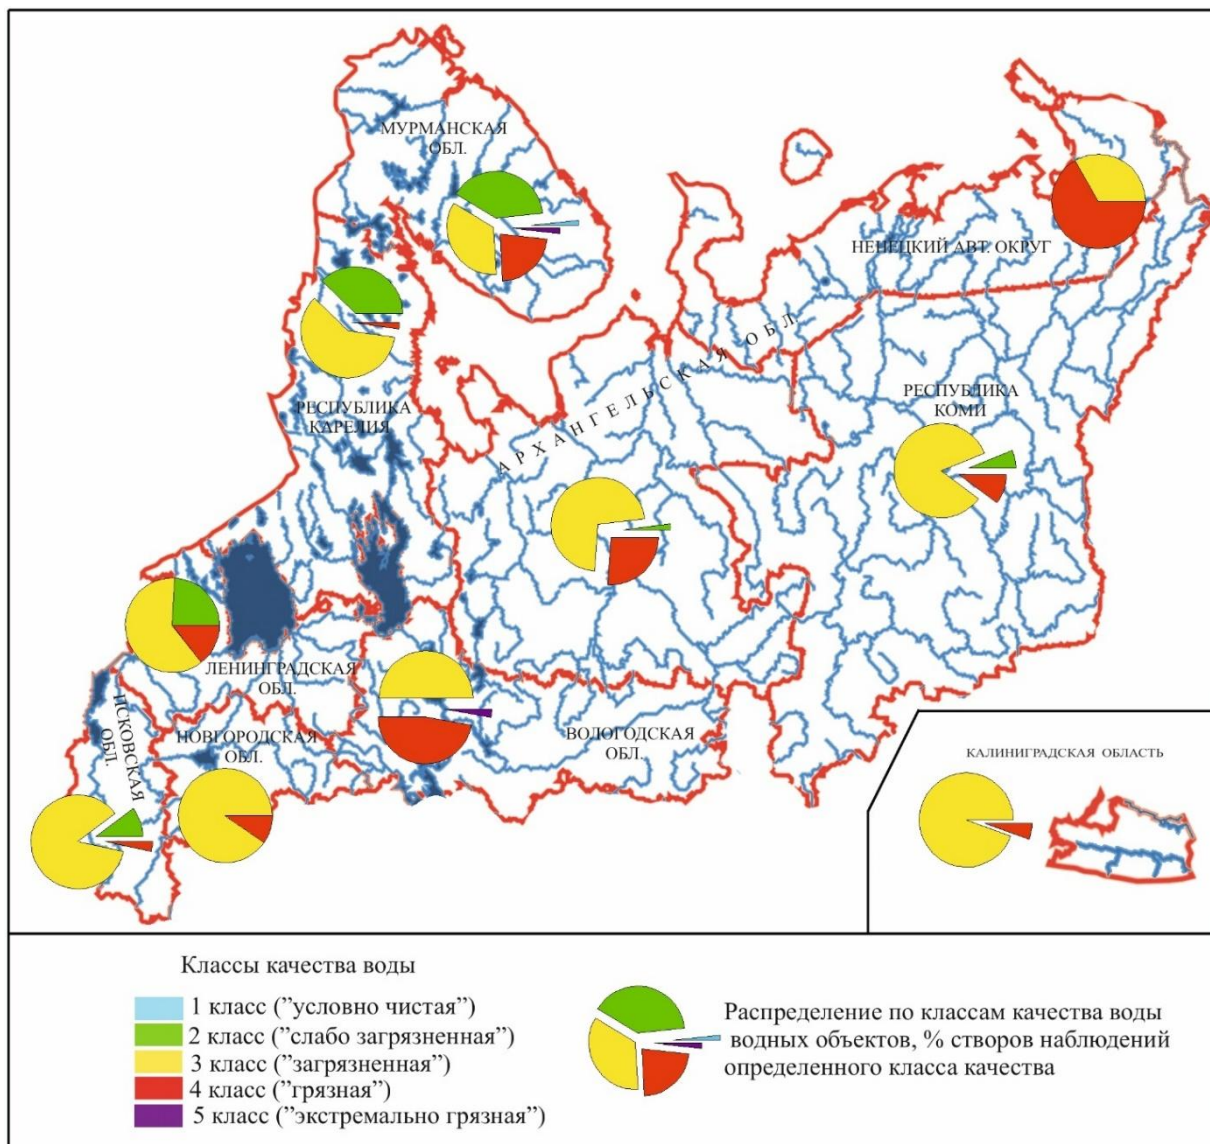 МУРМАНСКАЯ
ОБЛ.
НЕНЕЦКИЙ АВТ. ОКРУГ
АРХАНГЕЛЬСКАЯ ОБЛ
РЕСПУБЛИКА
КАРЕЛИЯ
РЕСПУБЛИКА
КОМИ
ЛЕНИНГРАДСКАЯ
ОБЛ.
ПСКОВСКАЯ
ОБЛ.
НОВГОРОДСКАЯ
ОБЛ.
ВОЛОГОДСКАЯ
ОБЛ.
КАЛИНИГРАДСКАЯ ОБЛАСТЬ
Классы качества воды
1 класс ("условно чистая")
2 класс ("слабо загрязненная")
3 класс ("загрязненная")
4 класс ("грязная")
5 класс ("экстремально грязная")
Распределение по классам качества воды
водных объектов, % створов наблюдений
определенного класса качества